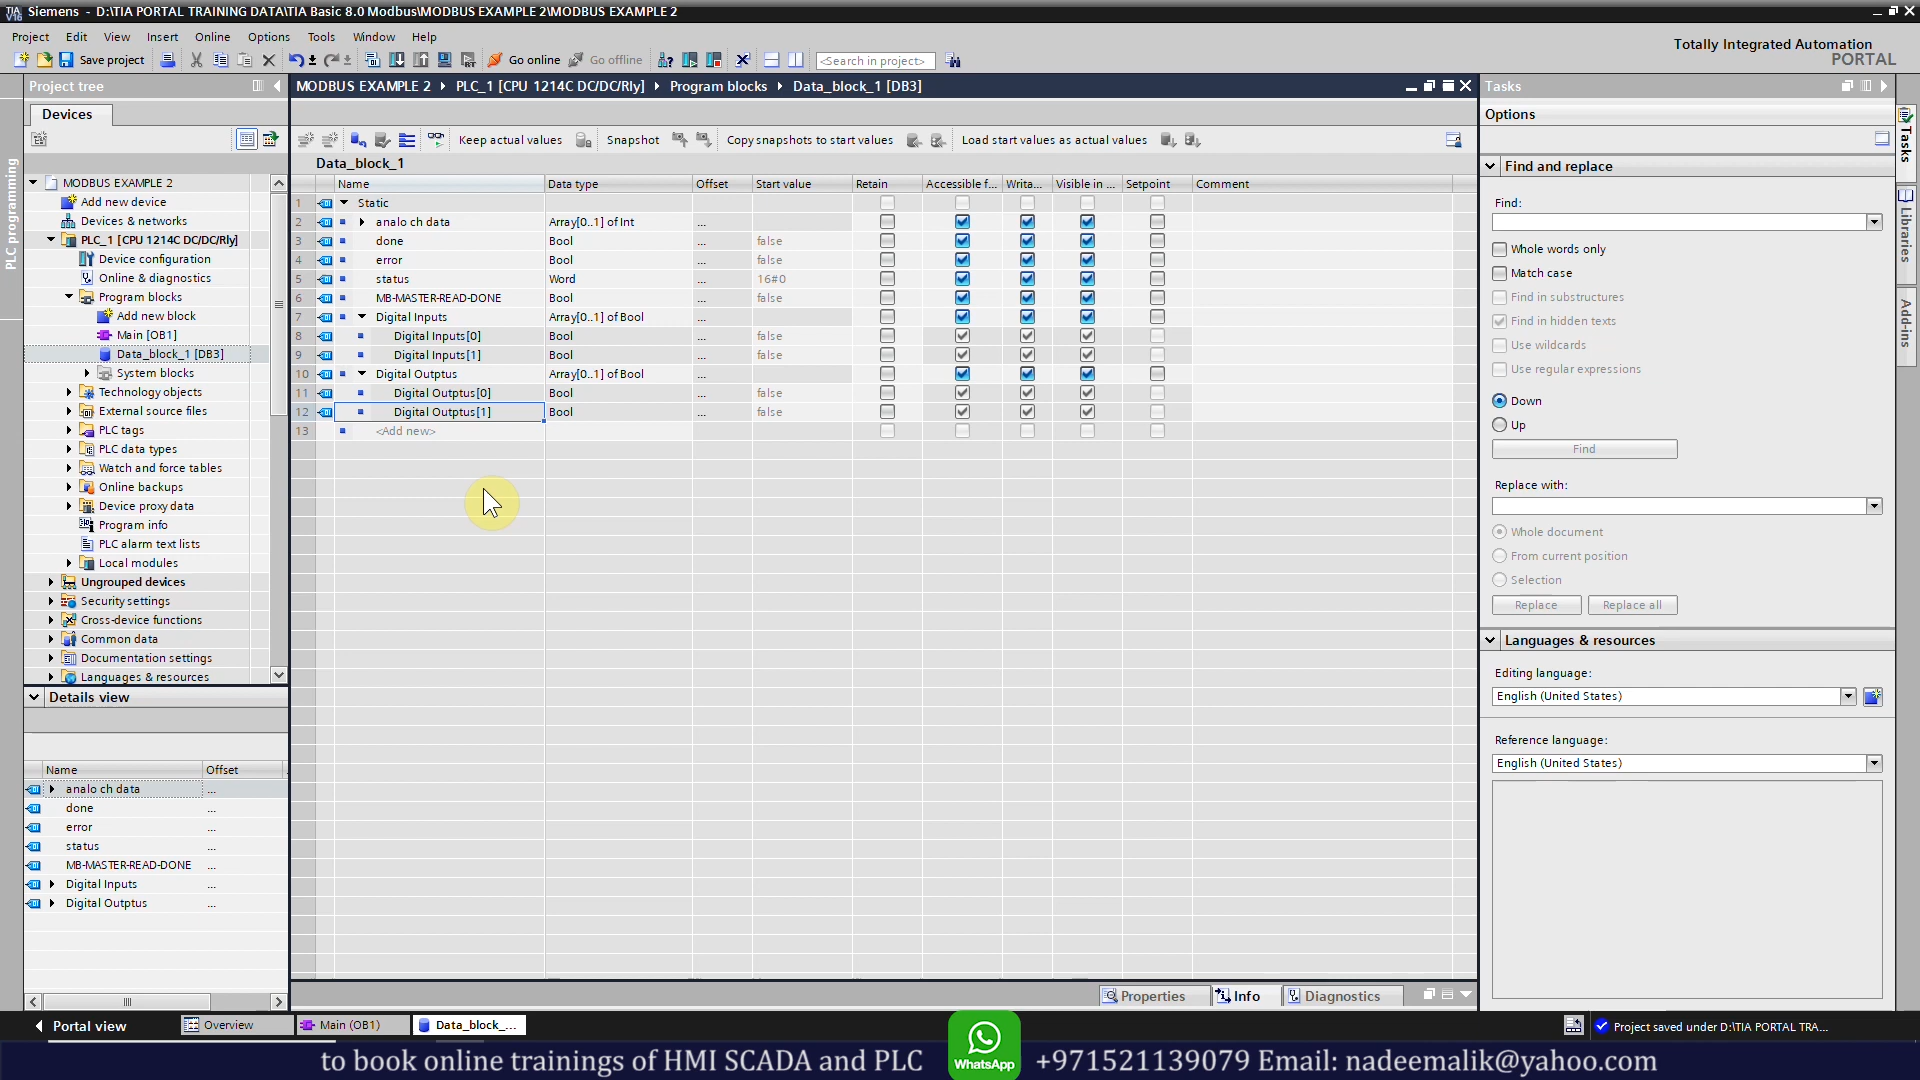 Siemens - D:\TIA PORTAL TRAINING DATA\TIA Basic 8.0 Modbus\MODBUS EXAMPLE 2\MODBUS EXAMPLE 2
Project Edit View Insert Online Options Tools Window Help
Totally Integrated Automation
PORTAL
Save project Go online Go offline <Search in project>
Project tree
MODBUS EXAMPLE 2 PLC_1 [CPU 1214C DC/DC/Rly] Program blocks Data_block_1 [DB3]
Tasks
Devices
Options
Keep actual values Snapshot Copy snapshots to start values Load start values as actual values
Data_block_1
PLC programming
MODBUS EXAMPLE 2
Add new device
Devices & networks
PLC_1 [CPU 1214C DC/DC/Rly]
Device configuration
Online & diagnostics
Program blocks
Add new block
Main [OB1]
Data_block_1 [DB3]
System blocks
Technology objects
External source files
PLC tags
PLC data types
Watch and force tables
Online backups
Device proxy data
Program info
PLC alarm text lists
Local modules
Ungrouped devices
Security settings
Cross-device functions
Common data
Documentation settings
Languages & resources
Name Data type Offset Start value Retain Accessible f... Writa... Visible in ... Setpoint Comment
1 Static
2 analo ch data Array[0..1] of Int ...
3 done Bool ... false
4 error Bool ... false
5 status Word ... 16#0
6 MB-MASTER-READ-DONE Bool ... false
7 Digital Inputs Array[0..1] of Bool ...
8 Digital Inputs[0] Bool ... false
9 Digital Inputs[1] Bool ... false
10 Digital Outptus Array[0..1] of Bool ...
11 Digital Outptus[0] Bool ... false
12 Digital Outptus[1] Bool ... false
13 <Add new>
Details view
Name Offset
analo ch data ...
done ...
error ...
status ...
MB-MASTER-READ-DONE ...
Digital Inputs ...
Digital Outptus ...
Find and replace
Find:
Whole words only
Match case
Find in substructures
Find in hidden texts
Use wildcards
Use regular expressions
Down
Up
Find
Replace with:
Whole document
From current position
Selection
Replace Replace all
Languages & resources
Editing language:
English (United States)
Reference language:
English (United States)
Tasks
Libraries
Add-ins
Properties Info Diagnostics
Portal view Overview Main (OB1) Data_block_... Project saved under D:\TIA PORTAL TRA...
to book online trainings of HMI SCADA and PLC WhatsApp +971521139079 Email: nadeemalik@yahoo.com